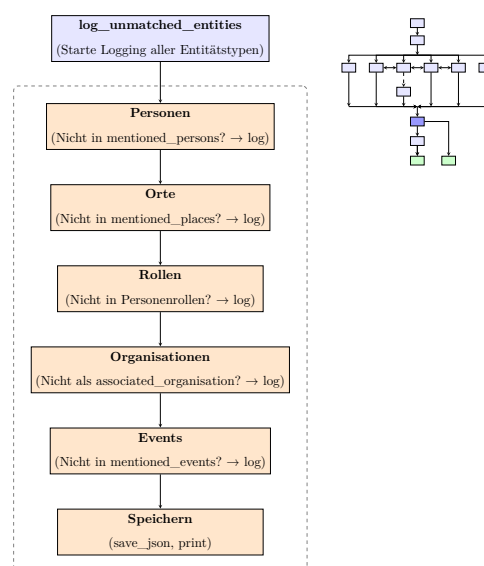 log_unmatched_entities
(Starte Logging aller Entitätstypen)
Personen
(Nicht in mentioned_persons? → log)
Orte
(Nicht in mentioned_places? → log)
Rollen
(Nicht in Personenrollen? → log)
Organisationen
(Nicht als associated_organisation? → log)
Events
(Nicht in mentioned_events? → log)
Speichern
(save_json, print)